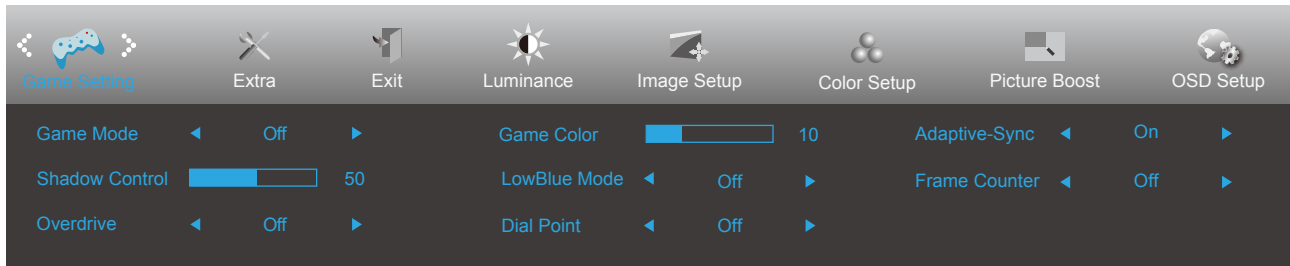 Game Setting Extra Exit Luminance Image Setup Color Setup Picture Boost OSD Setup
Game Mode Off Game Color 10 Adaptive-Sync On
Shadow Control 50 LowBlue Mode Off Frame Counter Off
Overdrive Off Dial Point Off